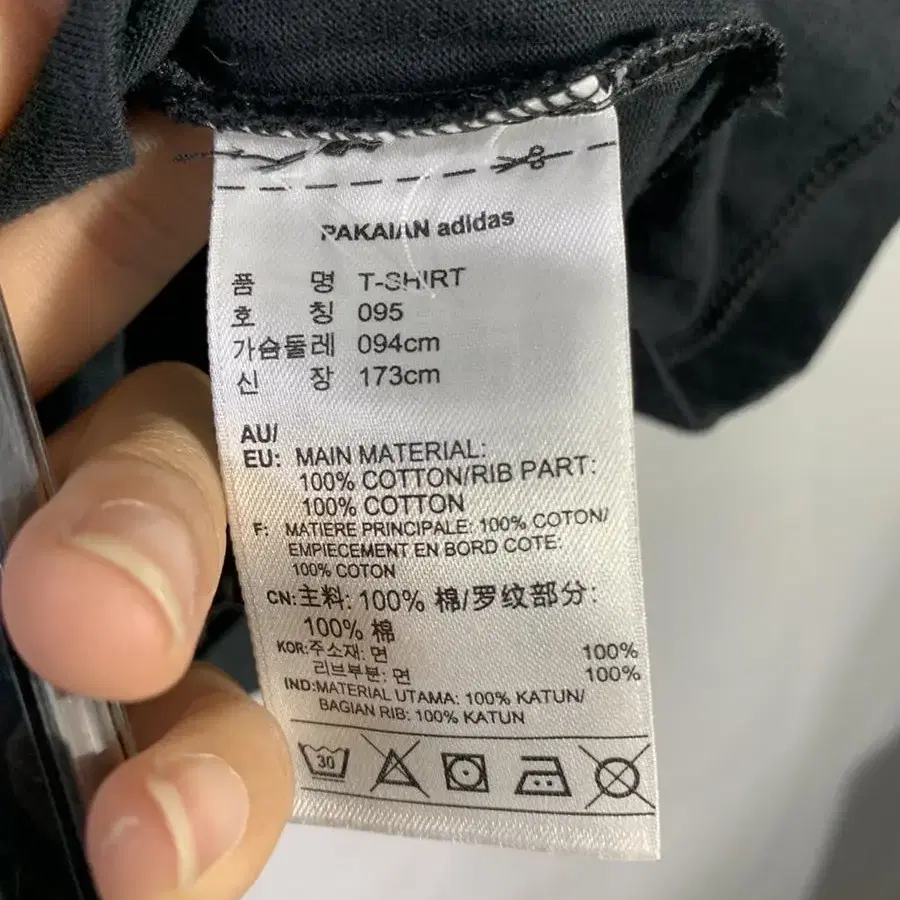 PAKAIAN adidas
품 명 T-SHIRT
호 칭 095
가슴둘레 094cm
신 장 173cm
AU/
EU: MAIN MATERIAL:
100% COTTON/RIB PART:
100% COTTON
F: MATIERE PRINCIPALE: 100% COTON/
EMPIECEMENT EN BORD COTE:
100% COTON
CN:主料: 100% 棉/罗纹部分:
100% 棉
KOR:주소재: 면 100%
리브부분: 면 100%
IND:MATERIAL UTAMA: 100% KATUN/
BAGIAN RIB: 100% KATUN
30